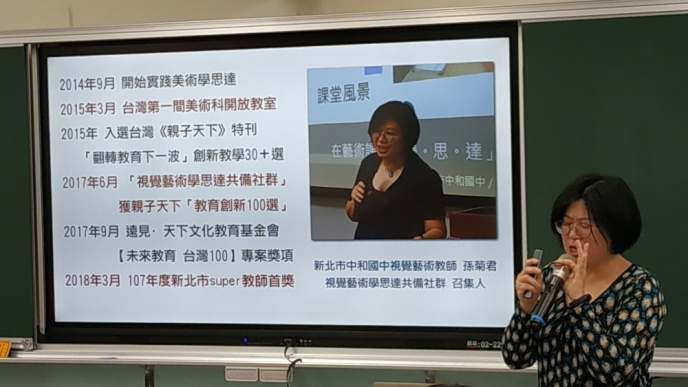 2014年9月 開始實踐美術學思達
2015年3月 台灣第一間美術科開放教室
2015年 入選台灣《親子天下》特刊
「翻轉教育下一波」創新教學30＋選
2017年6月 「視覺藝術學思達共備社群」
獲親子天下「教育創新100選」
2017年9月 遠見．天下文化教育基金會
【未來教育 台灣100】專案獎項
2018年3月 107年度新北市super教師首獎
課堂風景
在藝術
。思。達」
中和國中 /
新北市中和國中視覺藝術教師 孫菊君
視覺藝術學思達共備社群 召集人